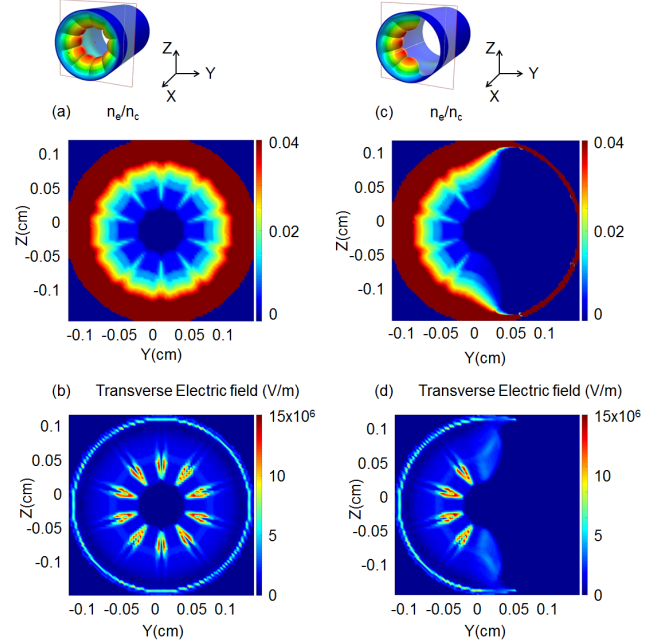 Z
Y
X
Z
Y
X
(a) n_e/n_c
(c) n_e/n_c
0.1
0.05
0
-0.05
-0.1
Z(cm)
-0.1 -0.05 0 0.05 0.1
Y(cm)
0.04
0.02
0
0.1
0.05
0
-0.05
-0.1
Z(cm)
-0.1 -0.05 0 0.05 0.1
Y(cm)
0.04
0.02
0
(b) Transverse Electric field (V/m)
(d) Transverse Electric field (V/m)
0.1
0.05
0
-0.05
-0.1
Z(cm)
-0.1 -0.05 0 0.05 0.1
Y(cm)
15x10⁶
10
5
0
0.1
0.05
0
-0.05
-0.1
Z(cm)
-0.1 -0.05 0 0.05 0.1
Y(cm)
15x10⁶
10
5
0